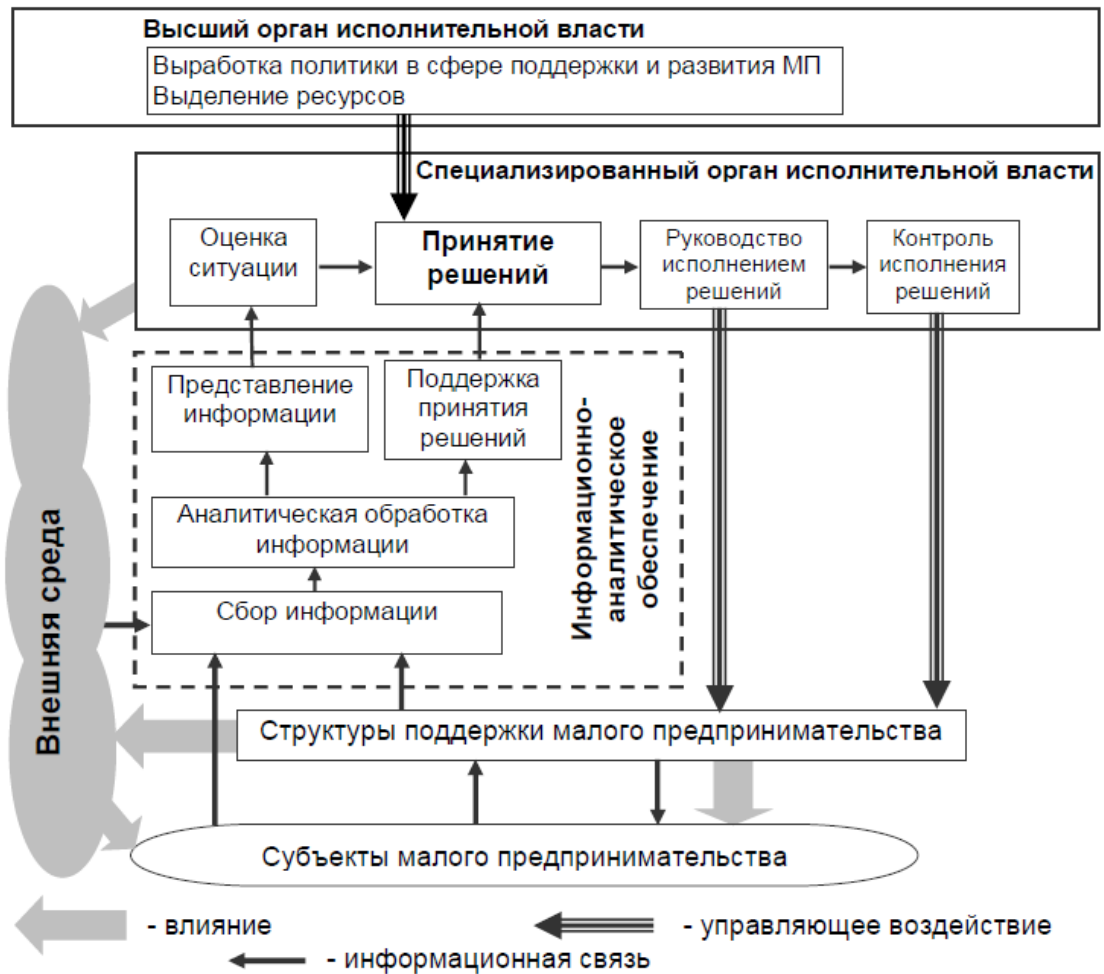 Высший орган исполнительной власти
Выработка политики в сфере поддержки и развития МП
Выделение ресурсов
Специализированный орган исполнительной власти
Оценка
ситуации
Принятие
решений
Руководство
исполнением
решений
Контроль
исполнения
решений
Представление
информации
Поддержка
принятия
решений
Информационно-
аналитическое
обеспечение
Аналитическая обработка
информации
Сбор информации
Внешняя среда
Структуры поддержки малого предпринимательства
Субъекты малого предпринимательства
- влияние
- управляющее воздействие
- информационная связь